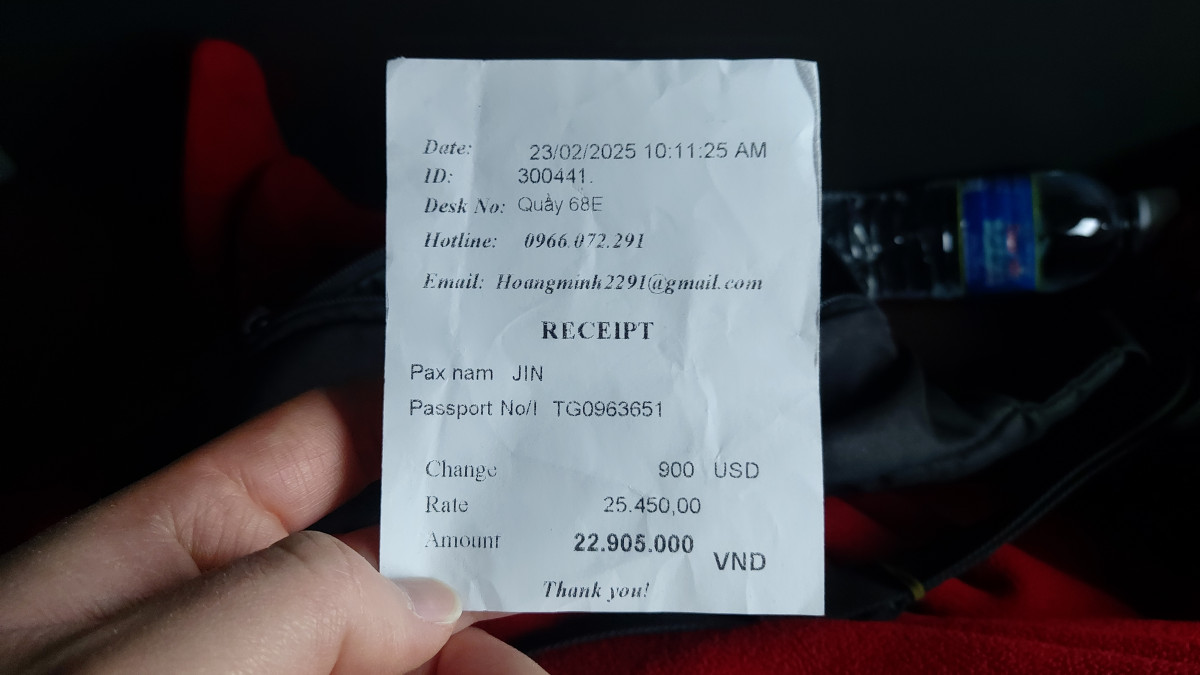 Date: 23/02/2025 10:11:25 AM
ID: 300441.
Desk No: Quầy 68E
Hotline: 0966.072.291
Email: Hoangminh2291@gmail.com
RECEIPT
Pax nam JIN
Passport No/I TG0963651
Change 900 USD
Rate 25.450,00
Amount 22.905.000 VND
Thank you!